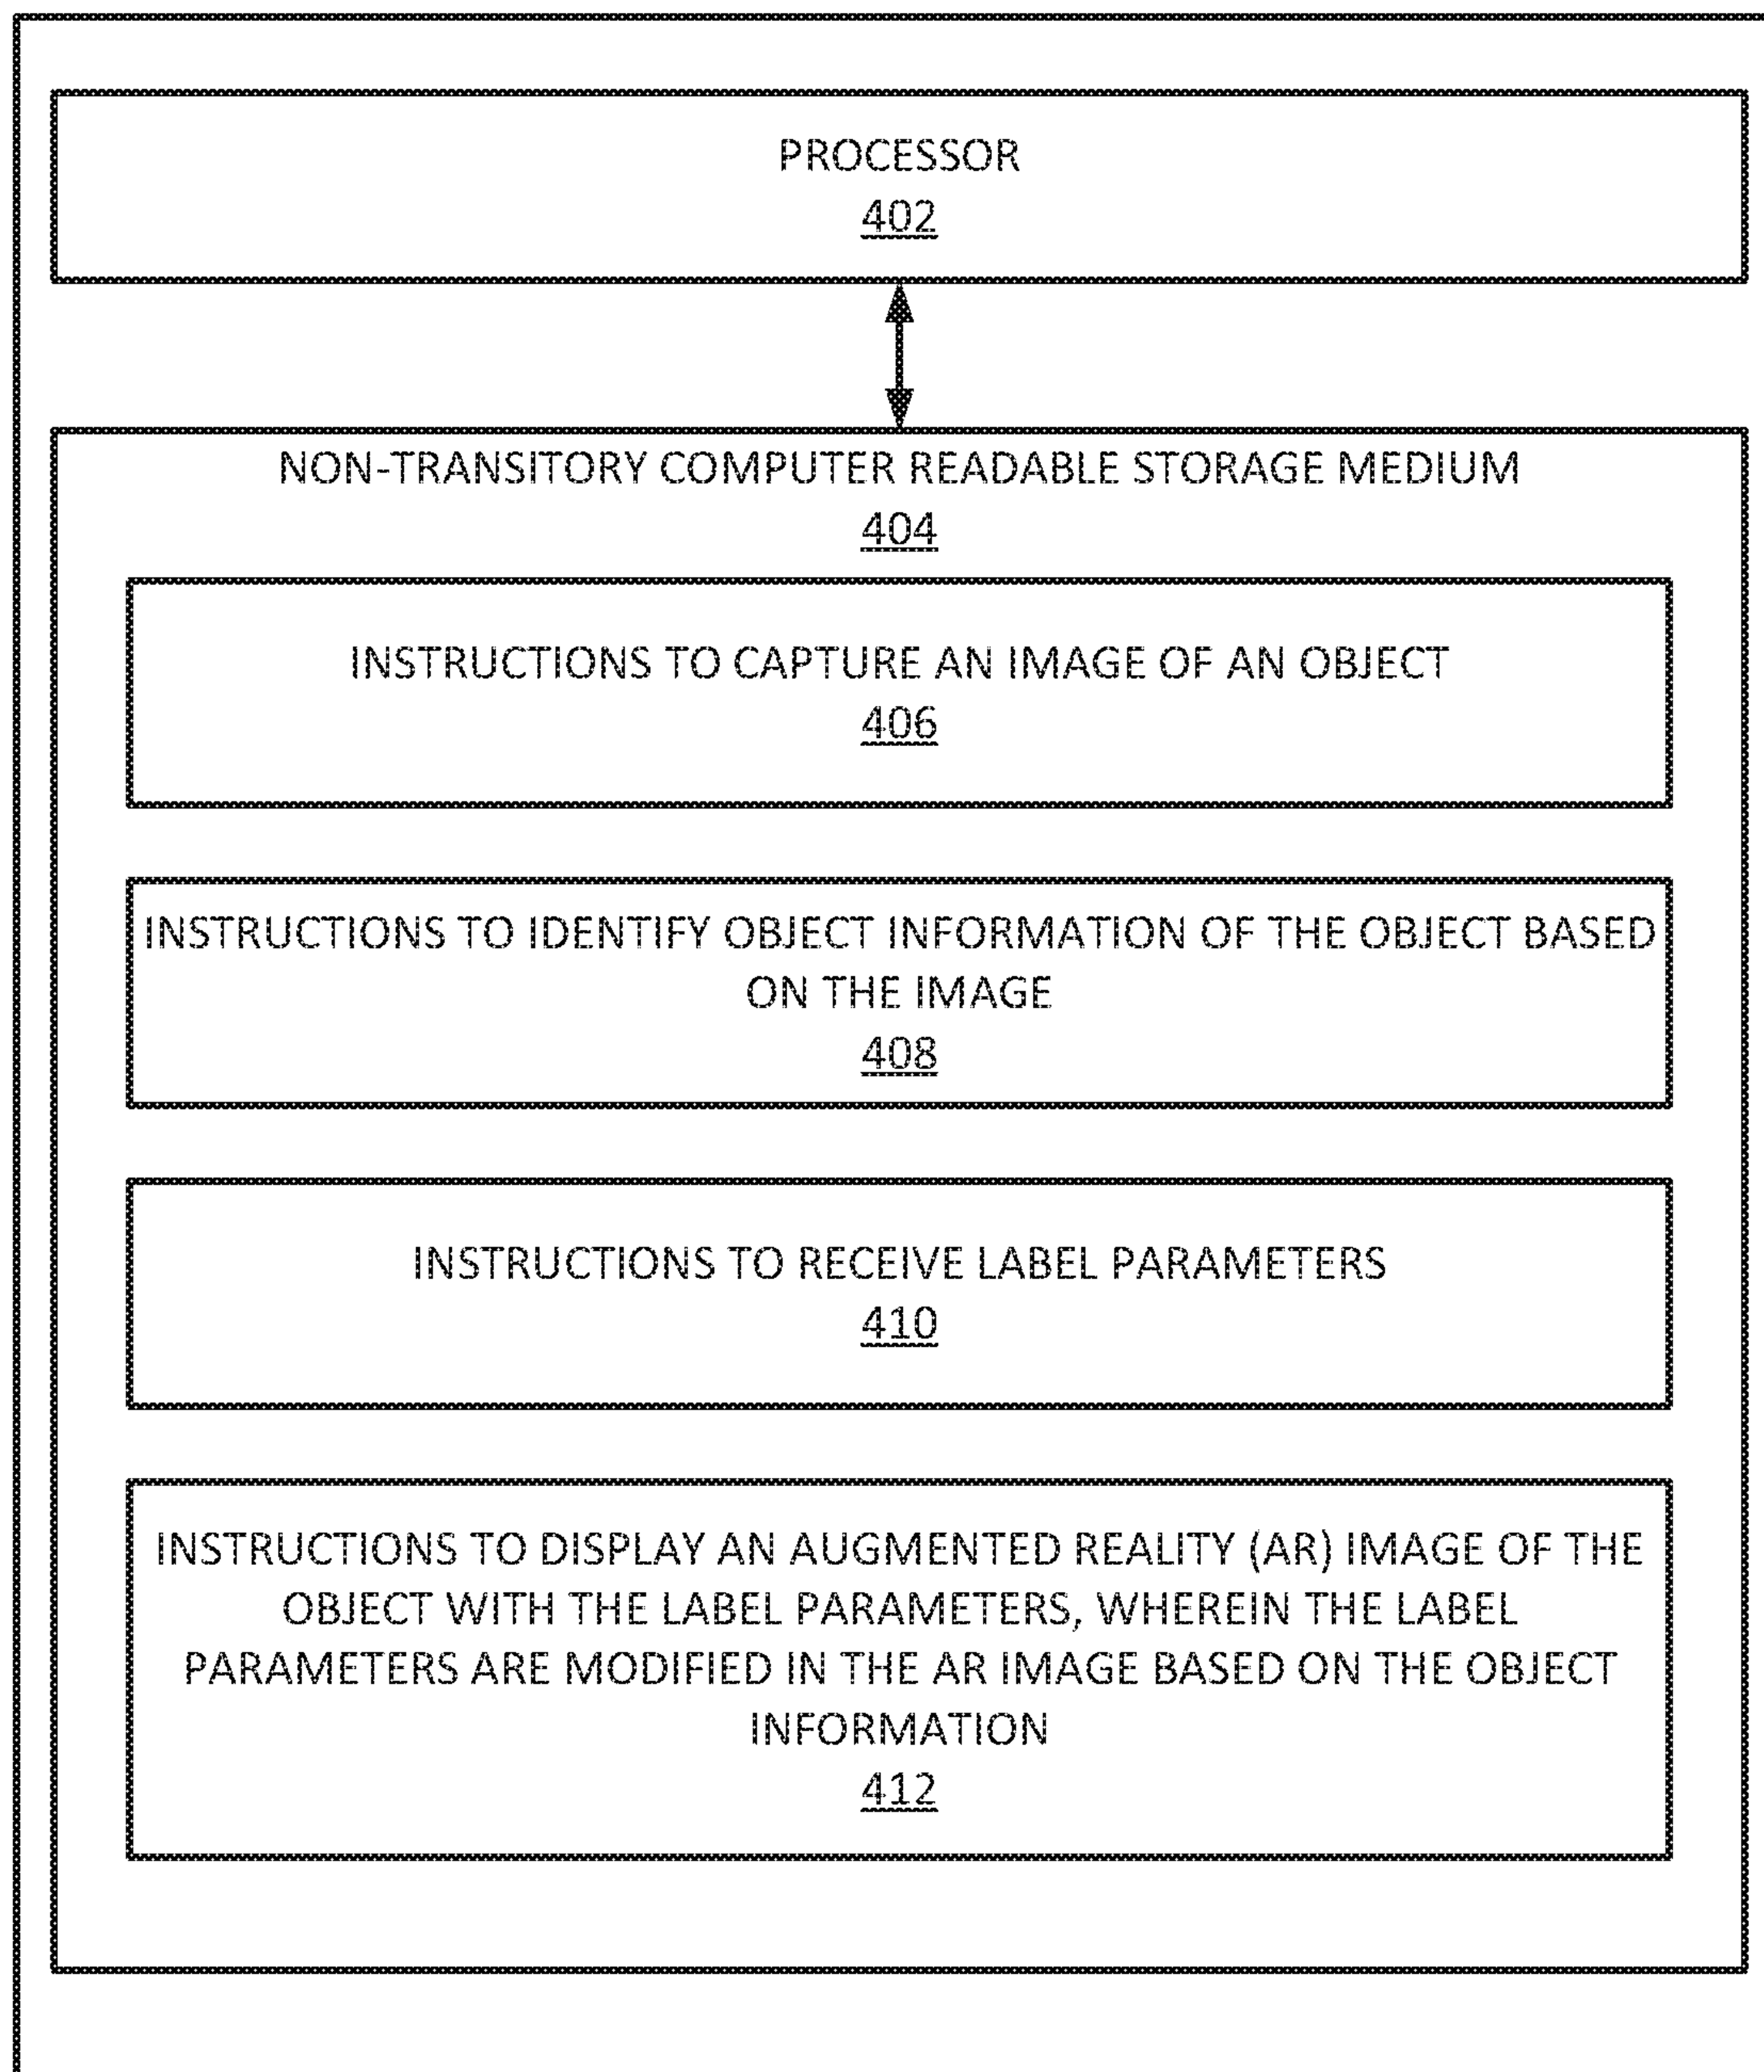 PROCESSOR
402
NON-TRANSITORY COMPUTER READABLE STORAGE MEDIUM
404
INSTRUCTIONS TO CAPTURE AN IMAGE OF AN OBJECT
406
INSTRUCTIONS TO IDENTIFY OBJECT INFORMATION OF THE OBJECT BASED
ON THE IMAGE
408
INSTRUCTIONS TO RECEIVE LABEL PARAMETERS
410
INSTRUCTIONS TO DISPLAY AN AUGMENTED REALITY (AR) IMAGE OF THE
OBJECT WITH THE LABEL PARAMETERS, WHEREIN THE LABEL
PARAMETERS ARE MODIFIED IN THE AR IMAGE BASED ON THE OBJECT
INFORMATION
412